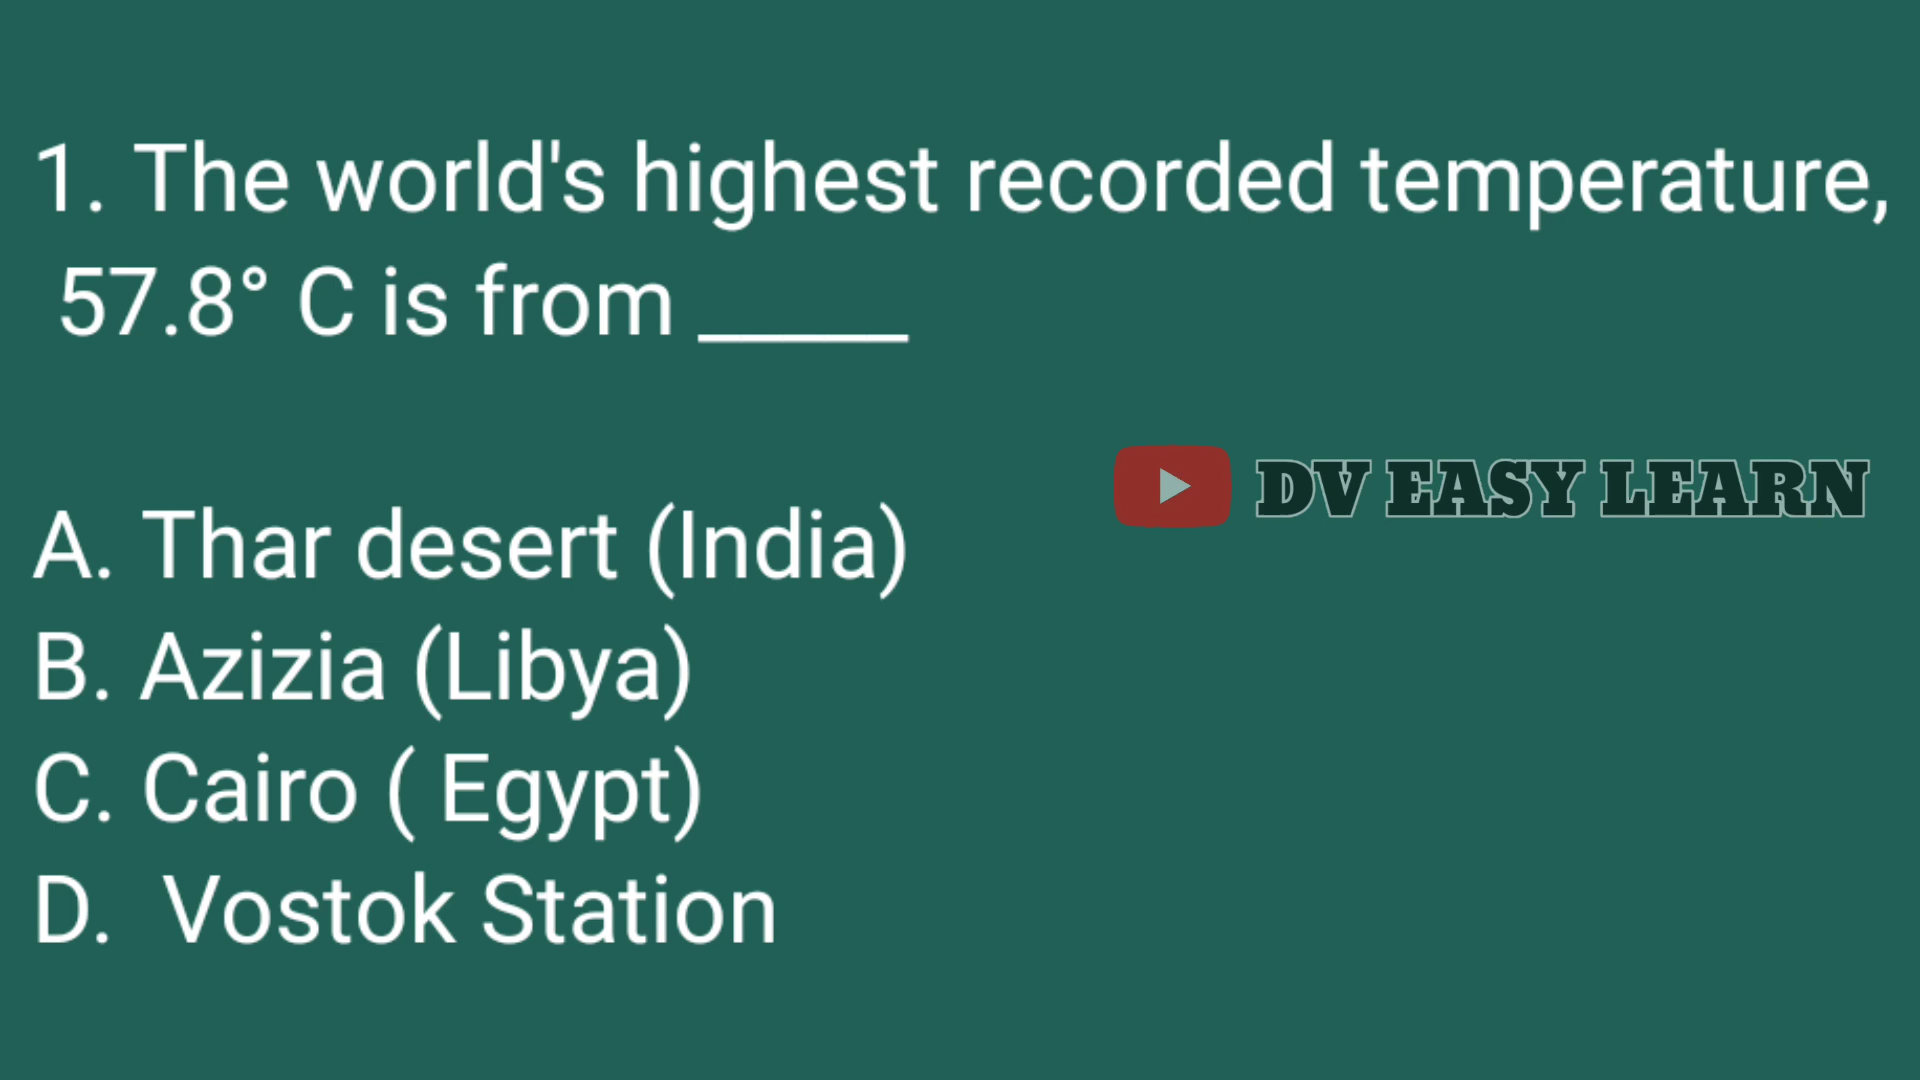 1. The world's highest recorded temperature,
57.8° C is from _____
DV EASY LEARN
A. Thar desert (India)
B. Azizia (Libya)
C. Cairo ( Egypt)
D. Vostok Station